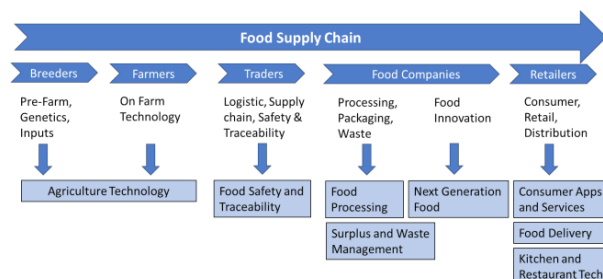 Food Supply Chain
Breeders
Farmers
Traders
Food Companies
Retailers
Pre-Farm,
Genetics,
Inputs
On Farm
Technology
Logistic, Supply
chain, Safety &
Traceability
Processing,
Packaging,
Waste
Food
Innovation
Consumer,
Retail,
Distribution
Agriculture Technology
Food Safety and
Traceability
Food
Processing
Next Generation
Food
Consumer Apps
and Services
Surplus and Waste
Management
Food Delivery
Kitchen and
Restaurant Tech